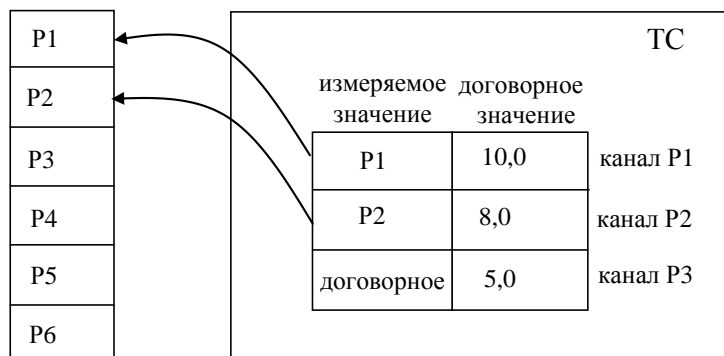 P1
P2
P3
P4
P5
P6
ТС
измеряемое значение
договорное значение
P1
10,0
канал P1
P2
8,0
канал P2
договорное
5,0
канал P3